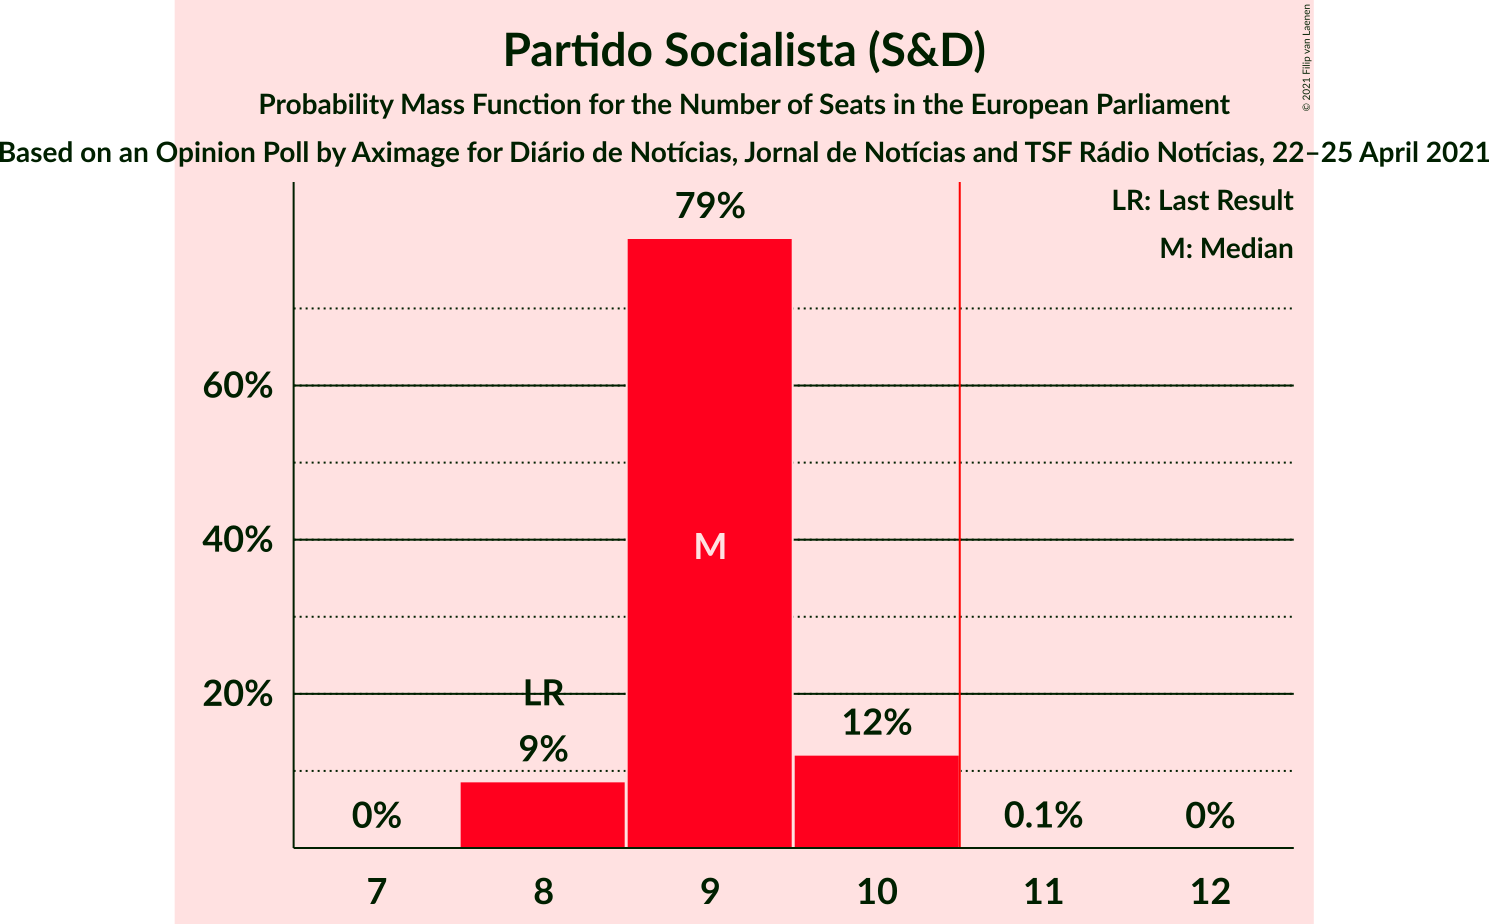 Partido Socialista (S&D)
© 2021 Filip van Laenen
Probability Mass Function for the Number of Seats in the European Parliament
Based on an Opinion Poll by Aximage for Diário de Notícias, Jornal de Notícias and TSF Rádio Notícias, 22–25 April 2021
LR: Last Result
M: Median
79%
60%
40%
M
20%
LR
9%
12%
0%
0.1%
0%
7 8 9 10 11 12